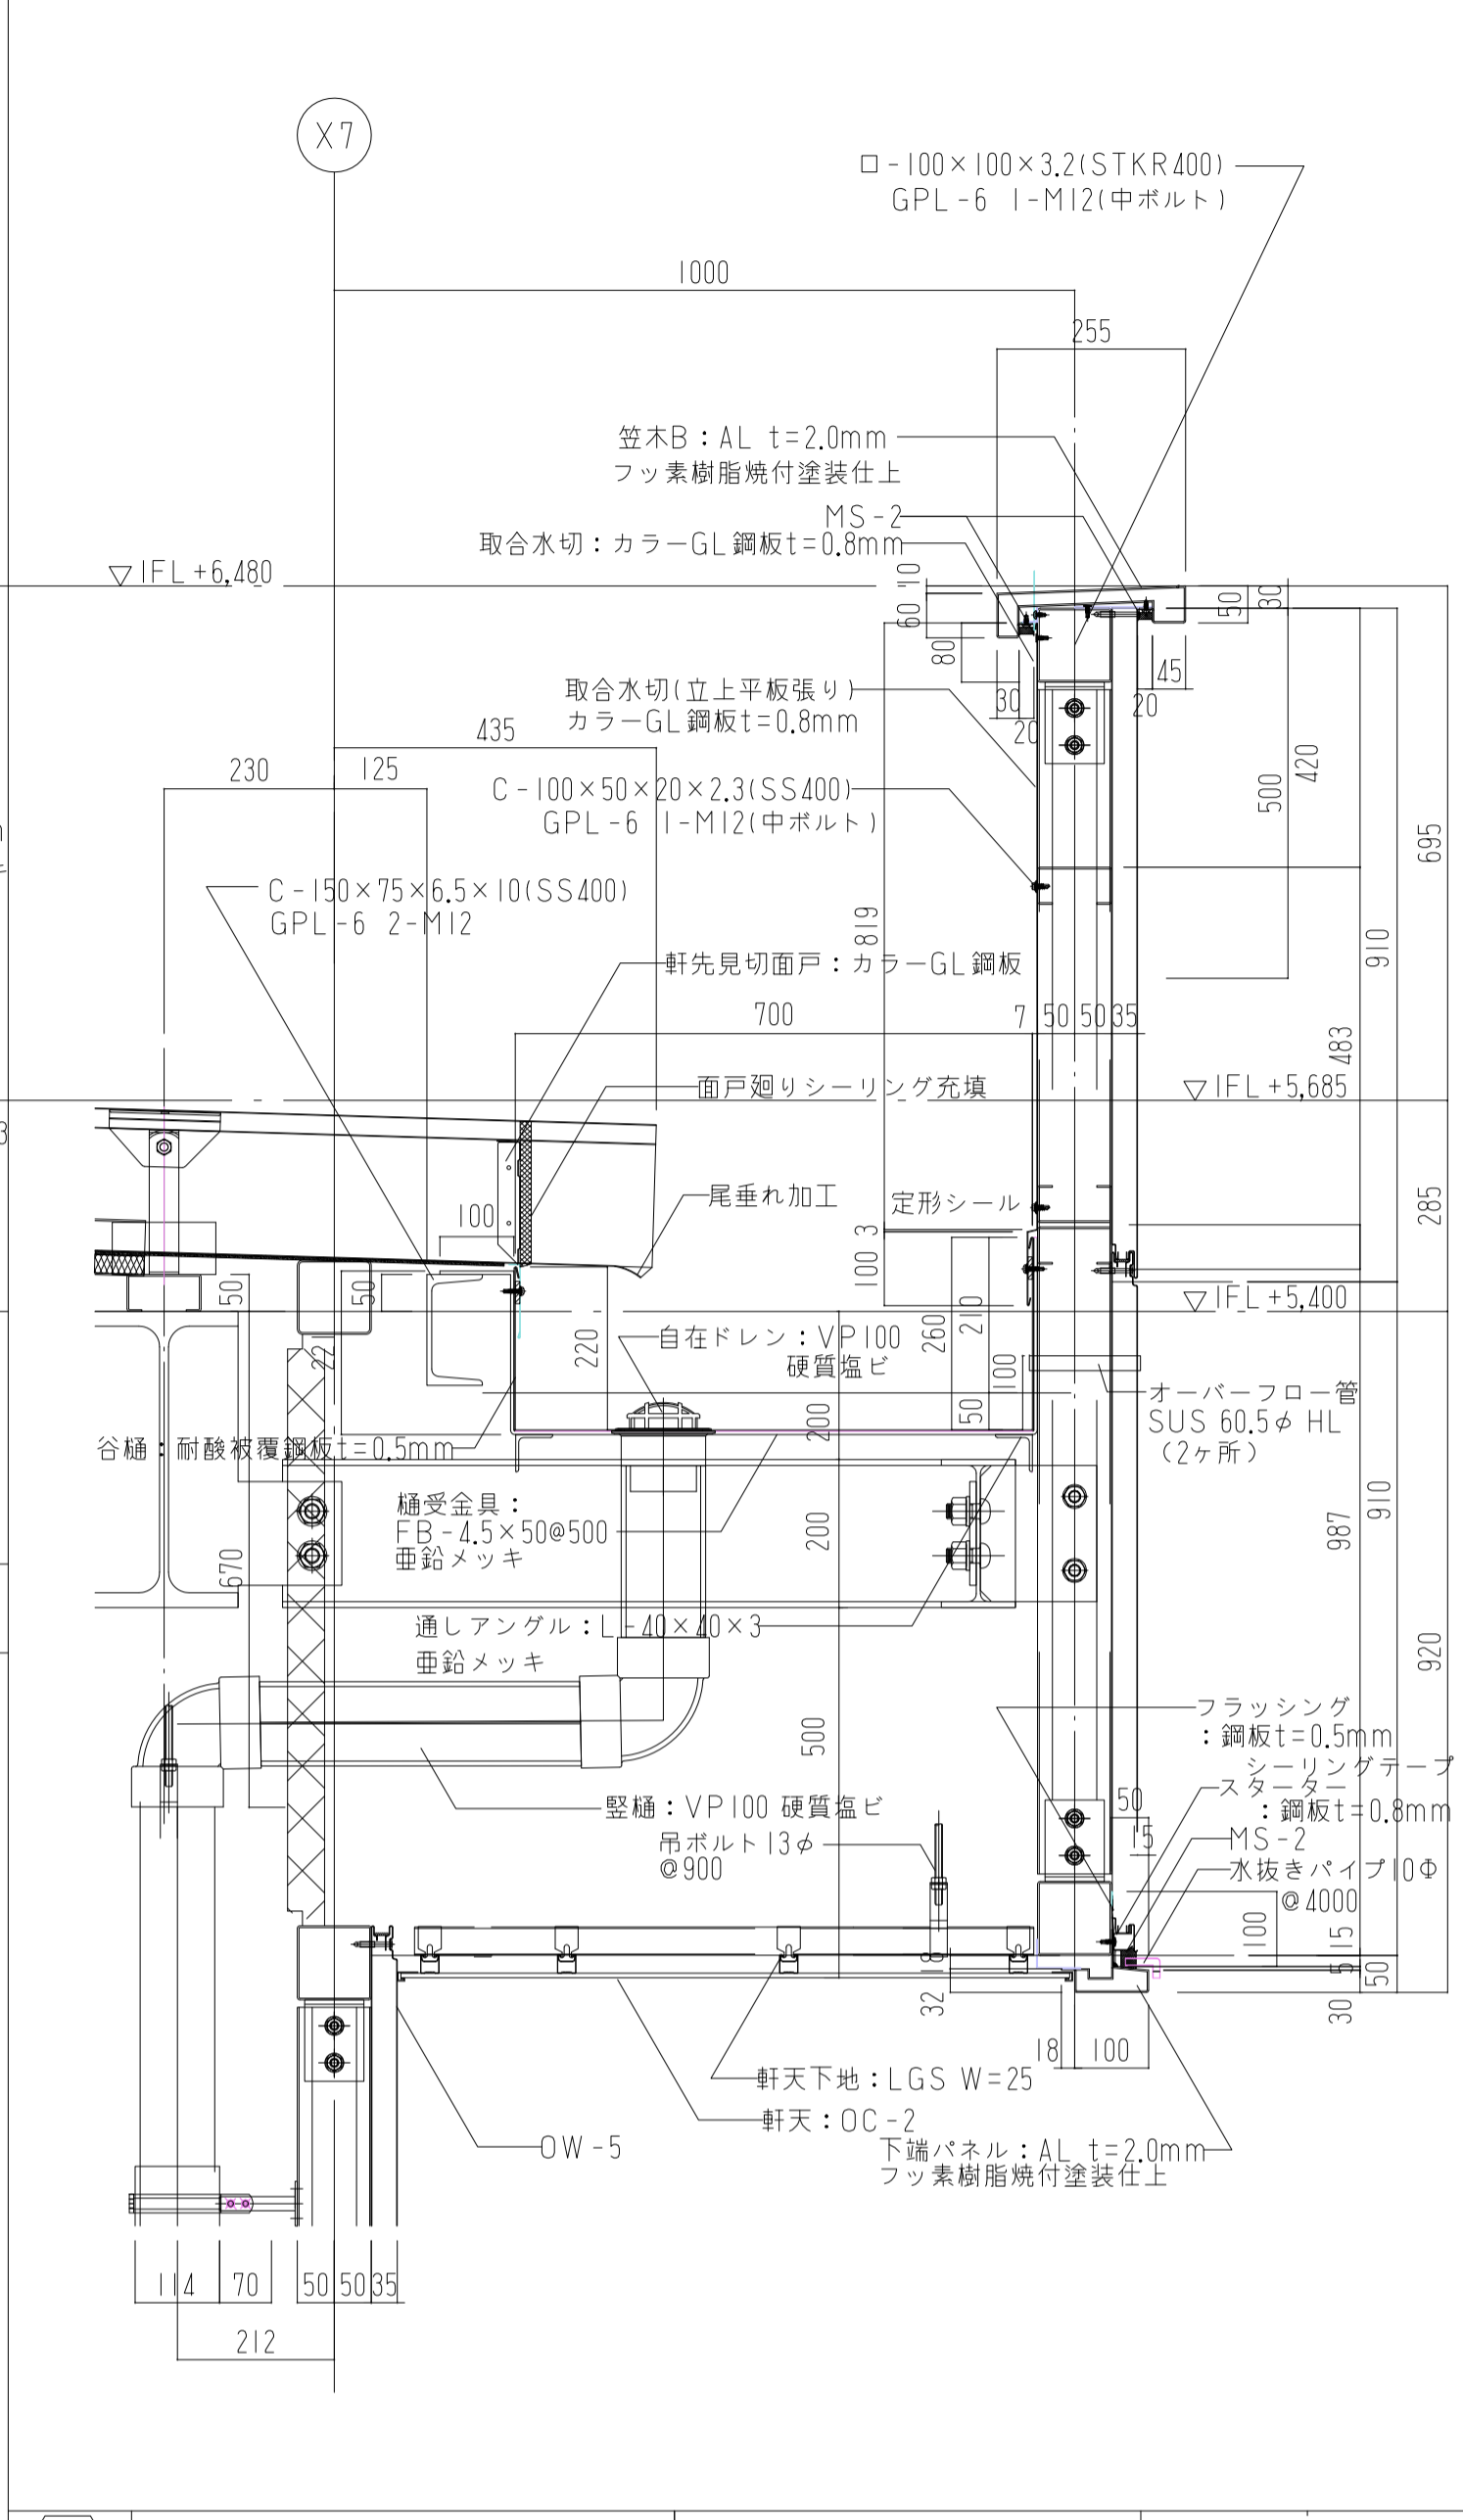 X7
□-100×100×3.2(STKR400)
GPL-6 1-M12(中ボルト)
1000
255
笠木B：AL t=2.0mm
フッ素樹脂焼付塗装仕上
MS-2
取合水切：カラーGL鋼板t=0.8mm
▽1FL+6,480
10
60
80
30
20
50
30
45
20
取合水切(立上平板張り)
カラーGL鋼板t=0.8mm
435
230
125
C-100×50×20×2.3(SS400)
GPL-6 1-M12(中ボルト)
500
420
695
C-150×75×6.5×10(SS400)
GPL-6 2-M12
819
910
軒先見切面戸：カラーGL鋼板
700
7
50
50
35
483
面戸廻りシーリング充填
▽1FL+5,685
尾垂れ加工
定形シール
100
3
100
285
50
50
22
220
260
210
100
50
▽1FL+5,400
自在ドレン：VP100
硬質塩ビ
オーバーフロー管
SUS 60.5φ HL
(2ヶ所)
谷樋：耐酸被覆鋼板t=0.5mm
200
樋受金具：
FB-4.5×50@500
亜鉛メッキ
670
200
987
910
通しアングル：L-40×40×3
亜鉛メッキ
920
500
フラッシング
：鋼板t=0.5mm
シーリングテープ
スターター
：鋼板t=0.8mm
竪樋：VP100 硬質塩ビ
吊ボルト13φ
@900
50
15
MS-2
水抜きパイプ10Φ
@4000
100
15
5
50
30
18
32
18
100
軒天下地：LGS W=25
軒天：OC-2
OW-5
下端パネル：AL t=2.0mm
フッ素樹脂焼付塗装仕上
114
70
50
50
35
212